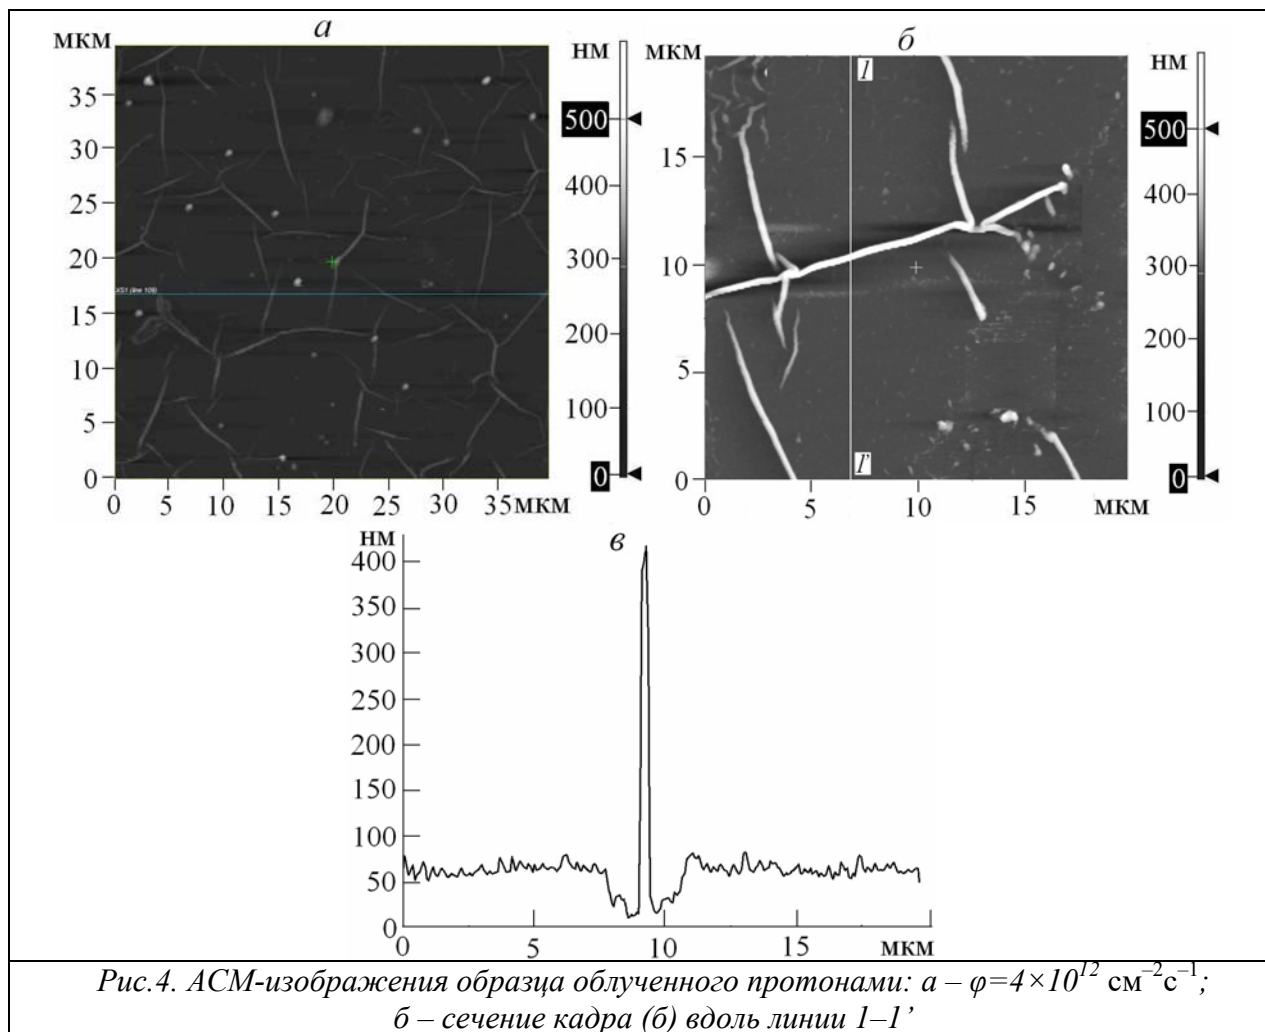 а
б
мкм
35
30
25
20
15
10
5
0
0 5 10 15 20 25 30 35 мкм
XS1 (line 109)
нм
500
400
300
200
100
0
мкм
15
10
5
0
0 5 10 15 мкм
1
1'
нм
500
400
300
200
100
0
в
нм
400
350
300
250
200
150
100
50
0
0 5 10 15 мкм
Рис.4. АСМ-изображения образца облученного протонами: а – φ=4×10¹² см⁻²с⁻¹;
б – сечение кадра (б) вдоль линии 1–1’